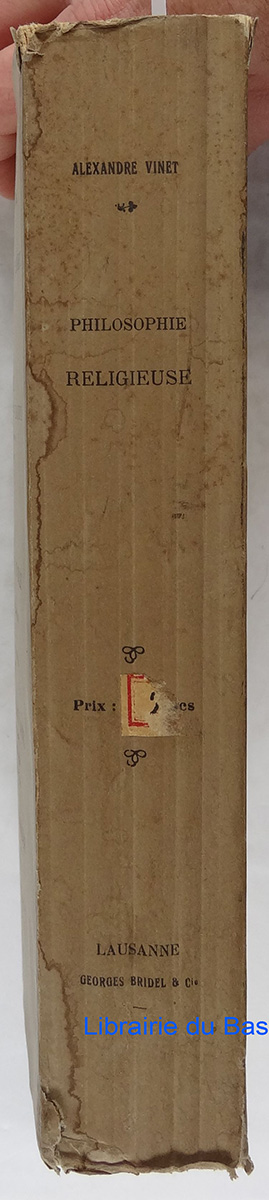 ALEXANDRE VINET
PHILOSOPHIE
RELIGIEUSE
Prix :
LAUSANNE
GEORGES BRIDEL & Cie
Librairie du Bas